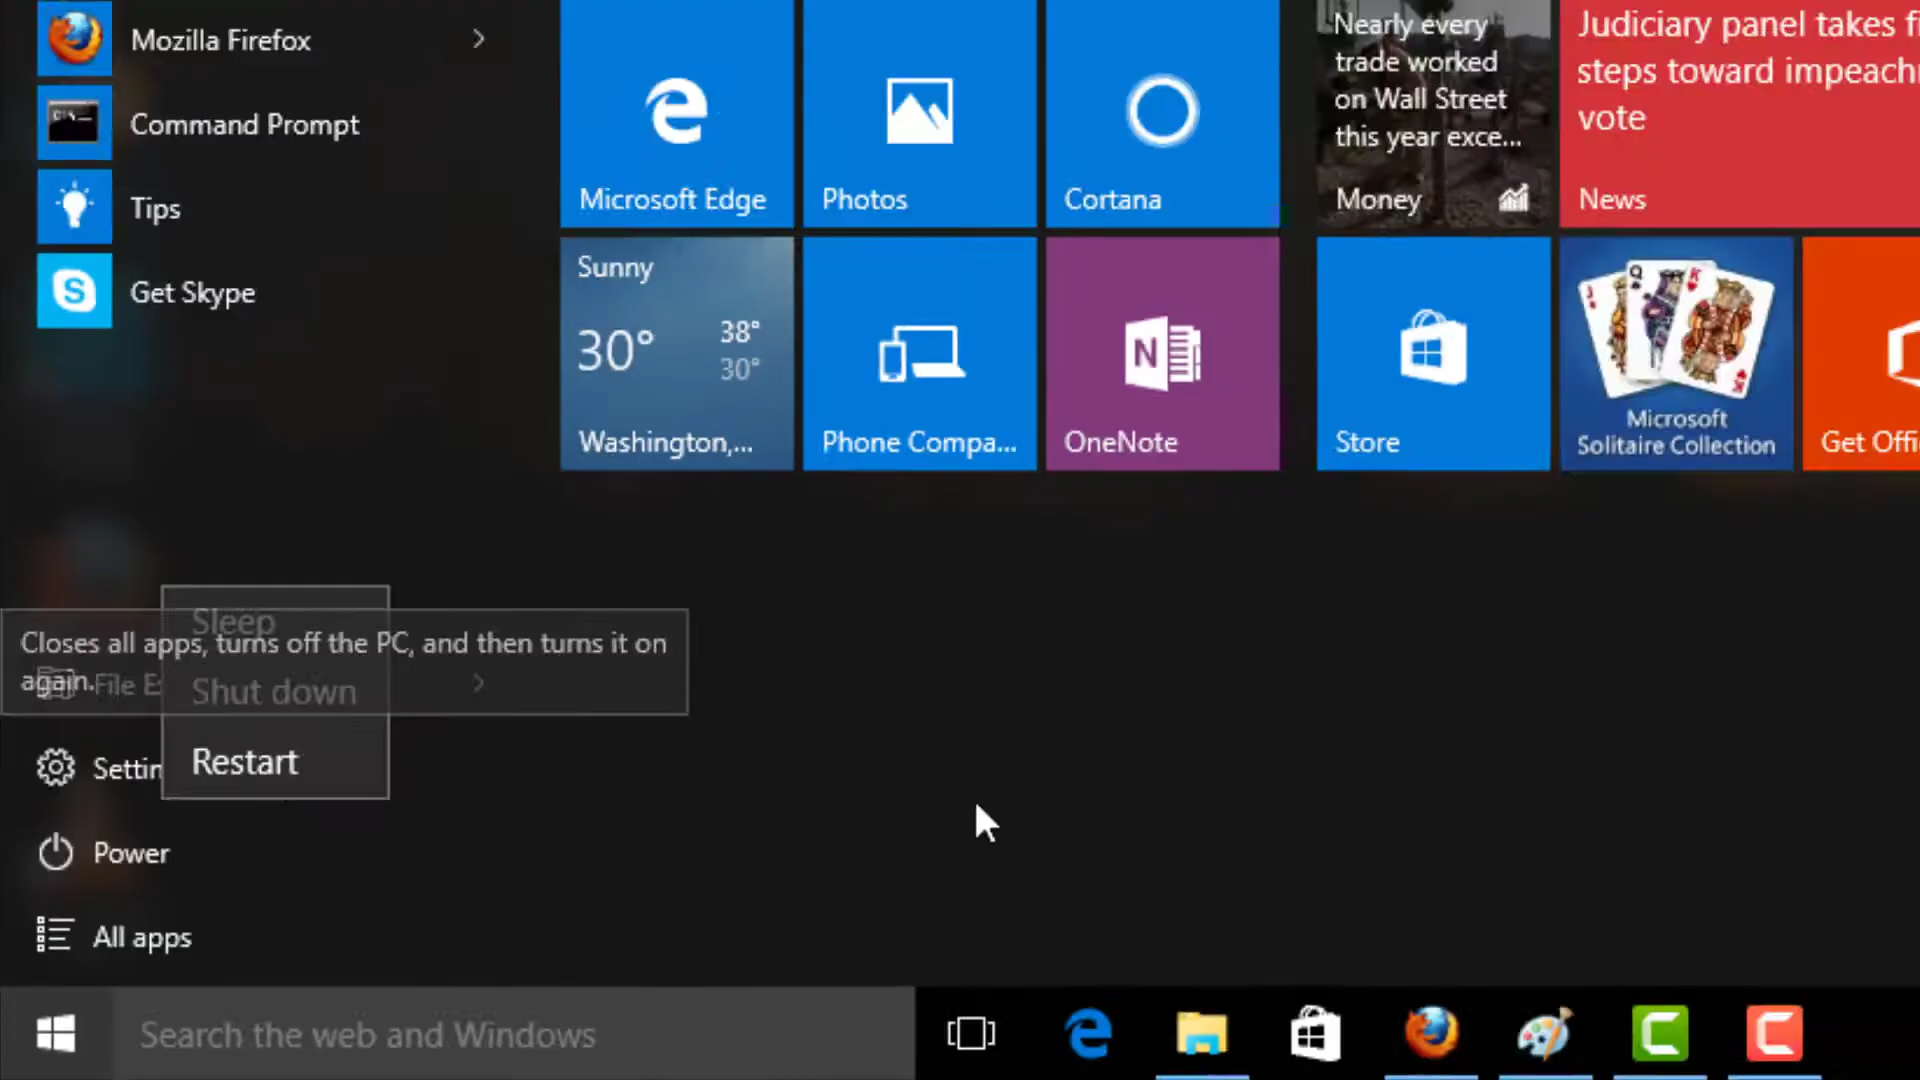 Mozilla Firefox
Command Prompt
Tips
Get Skype
Microsoft Edge
Photos
Cortana
Nearly every
trade worked
on Wall Street
this year exce...
Money
Judiciary panel takes fi
steps toward impeach
vote
News
Sunny
30°
38°
30°
Washington,...
Phone Compa...
OneNote
Store
Microsoft
Solitaire Collection
Get Offi
Sleep
Closes all apps, turns off the PC, and then turns it on
again.
File E
Shut down
Restart
Settin
Power
All apps
Search the web and Windows